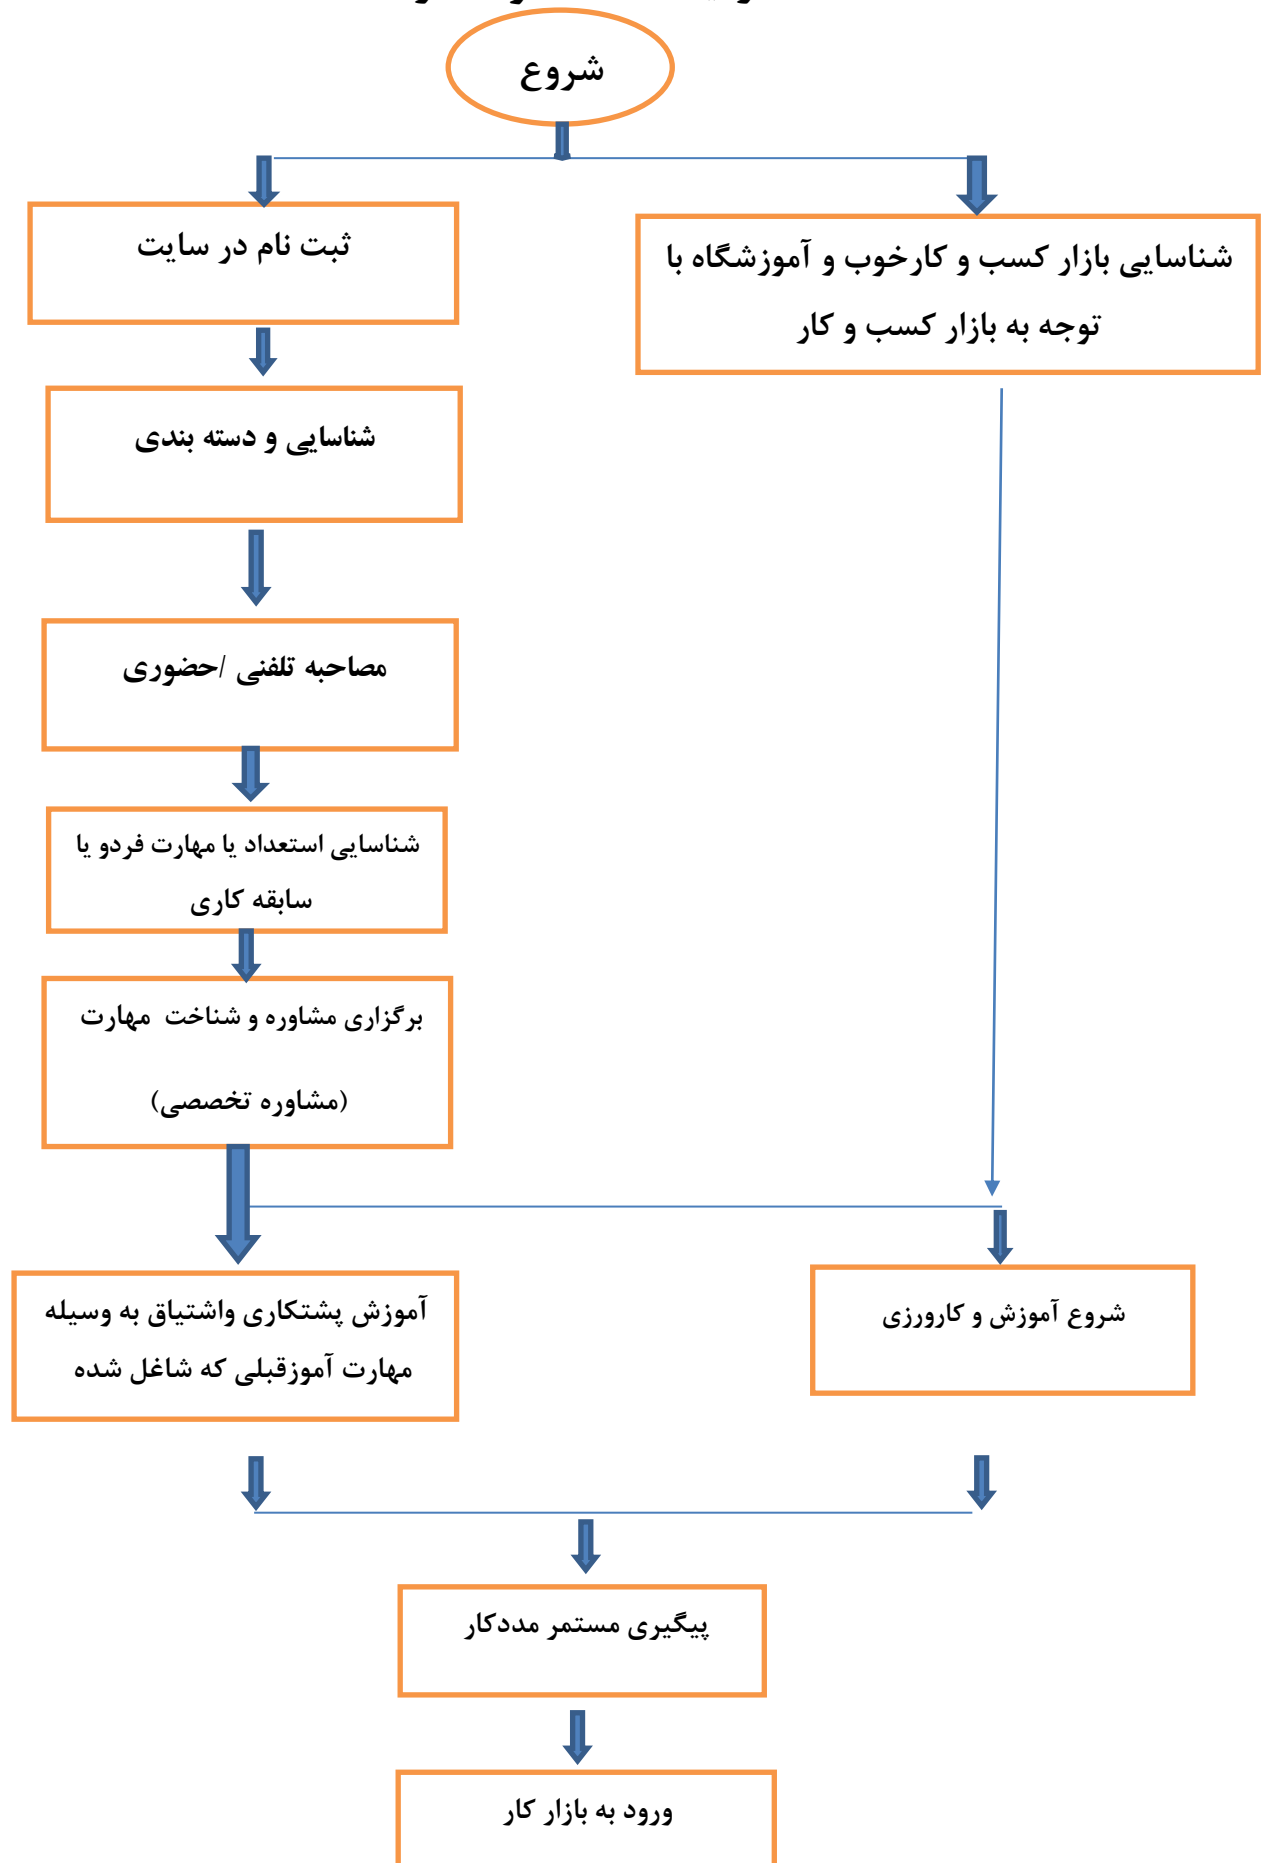 شروع
ثبت نام در سایت
شناسایی بازار کسب و کارخوب و آموزشگاه با
توجه به بازار کسب و کار
شناسایی و دسته بندی
مصاحبه تلفنی /حضوری
شناسایی استعداد یا مهارت فردو یا
سابقه کاری
برگزاری مشاوره و شناخت مهارت
(مشاوره تخصصی)
آموزش پشتکاری واشتیاق به وسیله
مهارت آموزقبلی که شاغل شده
شروع آموزش و کارورزی
پیگیری مستمر مددکار
ورود به بازار کار